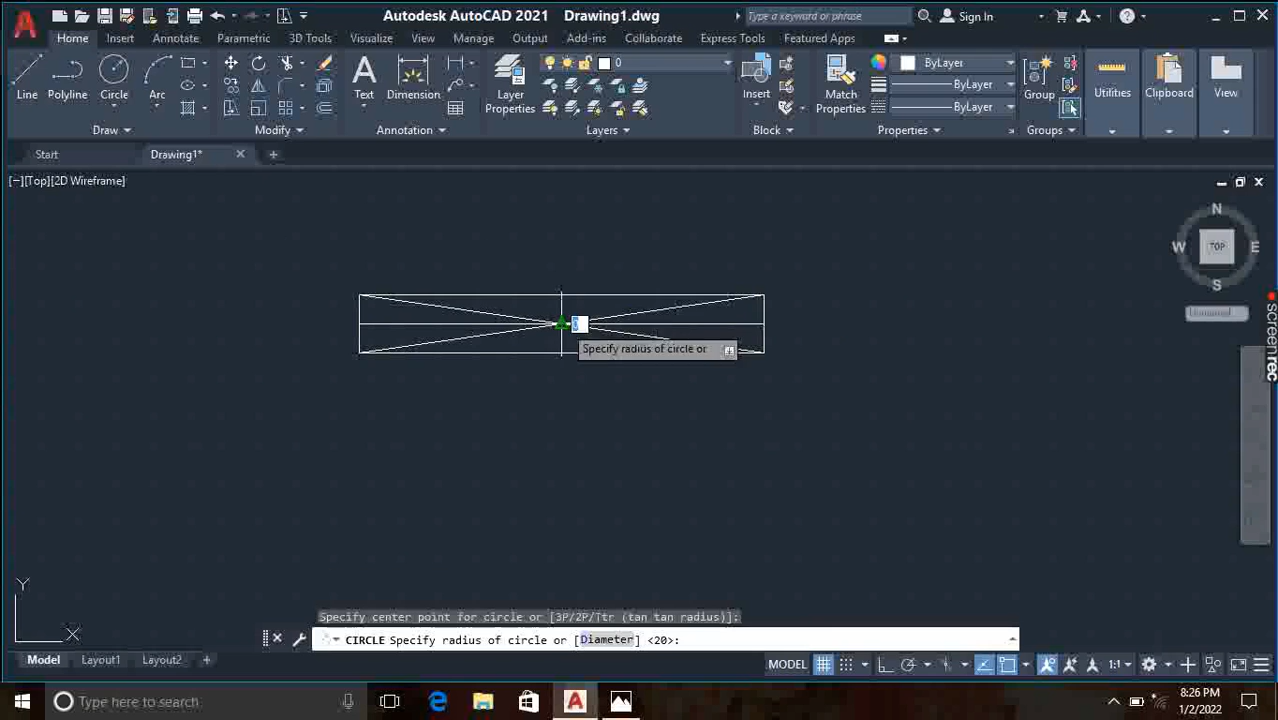 Autodesk AutoCAD 2021 Drawing1.dwg
Type a keyword or phrase
Sign In
Home Insert Annotate Parametric 3D Tools Visualize View Manage Output Add-ins Collaborate Express Tools Featured Apps
Line Polyline Circle Arc
Text Dimension
Layer Properties
0
Insert
Match Properties
ByLayer
ByLayer
ByLayer
Group
Utilities
Clipboard
View
Draw Modify Annotation Layers Block Properties Groups
Start Drawing1*
[−][Top][2D Wireframe]
N
W TOP E
S
Unnamed
screenrec
0
Specify radius of circle or
Y
X
Specify center point for circle or [3P/2P/Ttr (tan tan radius)]:
CIRCLE Specify radius of circle or [Diameter] <20>:
Model Layout1 Layout2 +
MODEL 1:1
Type here to search
8:26 PM
1/2/2022